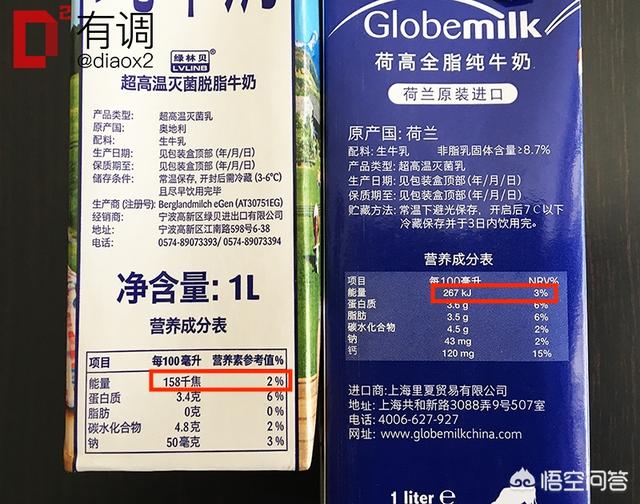 D²有调
@diaox2
绿林贝
LVLINB
超高温灭菌脱脂牛奶
产品类型: 超高温灭菌乳
原产国: 奥地利
配料: 生牛乳
生产日期: 见包装盒顶部 (年/月/日)
保质期至: 见包装盒顶部 (年/月/日)
储存条件: 常温保存, 开封后需冷藏 (3-6℃)
且尽早饮用完毕
生产商 (注册号): Berglandmilch eGen (AT30751EG)
经销商: 宁波高新区绿贝进出口有限公司
地址: 宁波高新区江南路598号6-38
电话: 0574-89073393/ 0574-89073394
净含量: 1L
营养成分表
项目 每100毫升 营养素参考值%
能量 158千焦 2%
蛋白质 3.4克 6%
脂肪 0克 0%
碳水化合物 4.8克 2%
钠 50毫克 3%
Globemilk
荷高全脂纯牛奶
荷兰原装进口
原产国: 荷兰
配料: 生牛乳 非脂乳固体含量≥8.7%
产品类型: 超高温灭菌乳
生产日期: 见包装盒顶部 (年/月/日)
保质期至: 见包装盒顶部 (年/月/日)
贮藏方法: 常温下避光保存, 开启后7℃以下
冷藏保存并于3日内饮用完。
营养成分表
项目 每100毫升 NRV%
能量 267 kJ 3%
蛋白质 3.6 g 6%
脂肪 3.5 g 6%
碳水化合物 4.5 g 2%
钠 43 mg 2%
钙 120 mg 15%
进口商: 上海里夏贸易有限公司
地址: 上海共和新路3088弄9号507室
电话: 4006-627-927
网址: www.globemilkchina.com
1 liter e
悟空问答